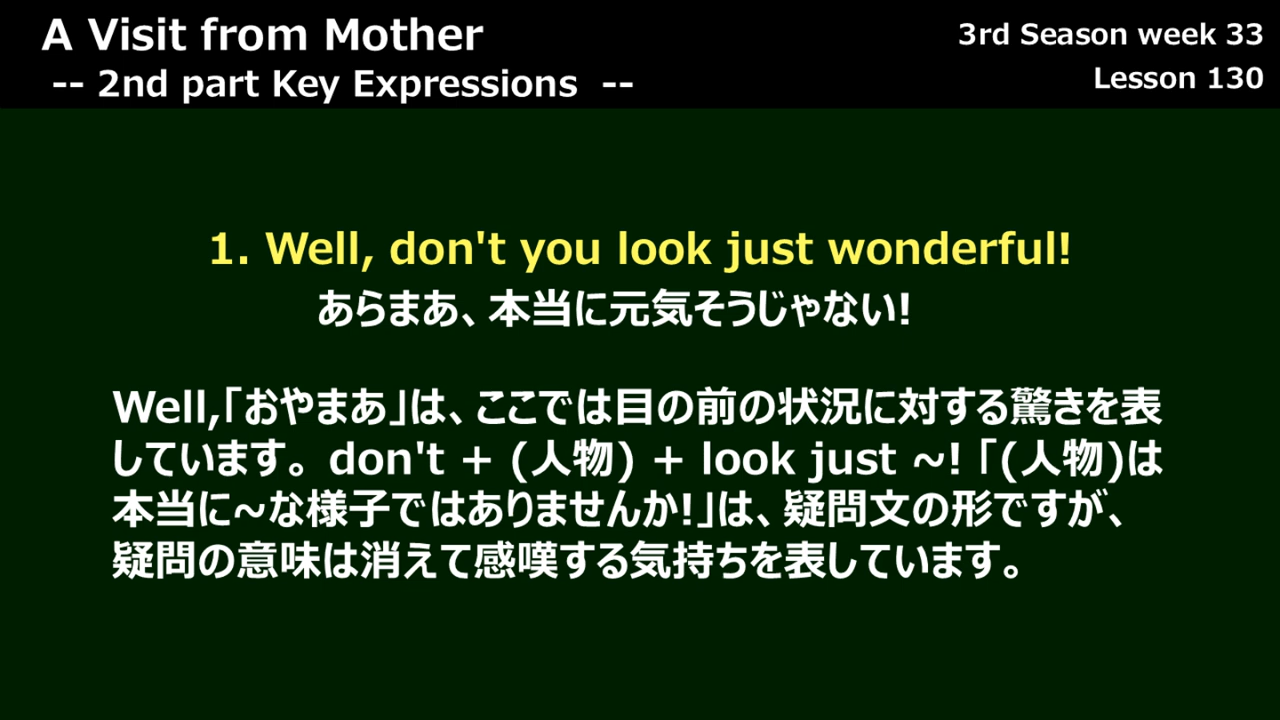 A Visit from Mother
3rd Season week 33
-- 2nd part Key Expressions --
Lesson 130
1. Well, don't you look just wonderful!
あらまあ、本当に元気そうじゃない!
Well,「おやまあ」は、ここでは目の前の状況に対する驚きを表
しています。don't + (人物) + look just ~!「(人物)は
本当に~な様子ではありませんか!」は、疑問文の形ですが、
疑問の意味は消えて感嘆する気持ちを表しています。